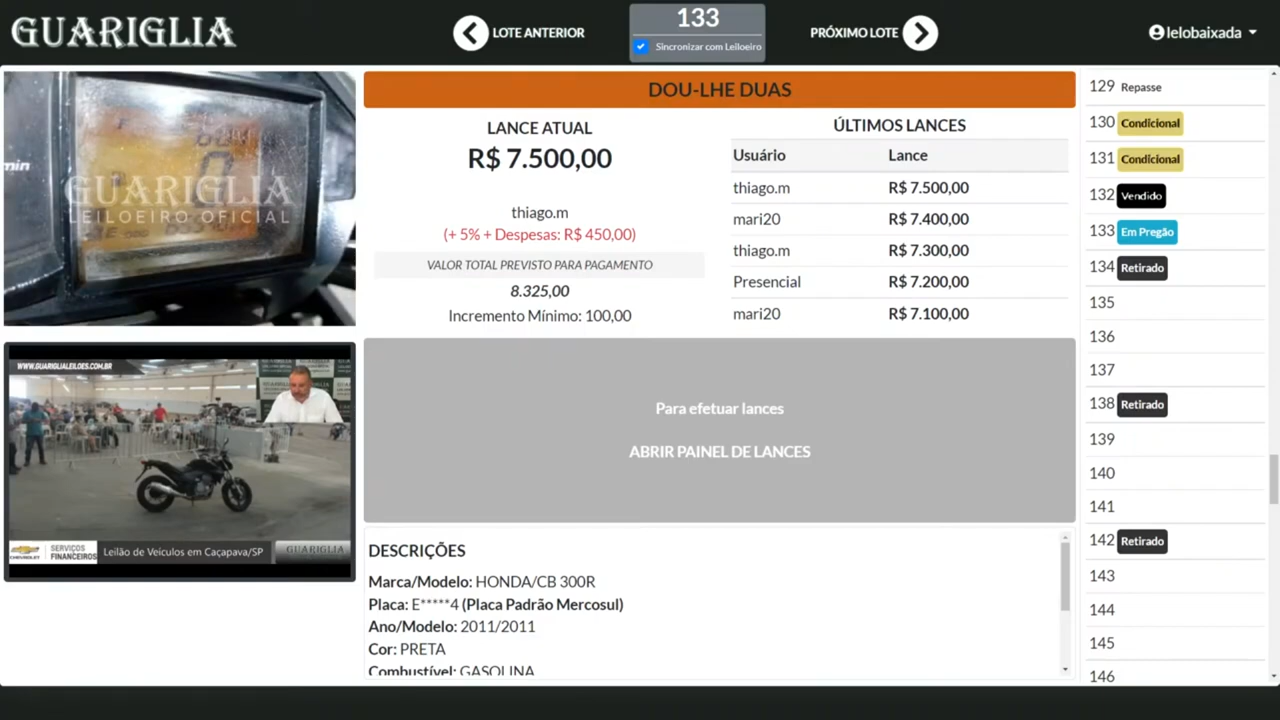 GUARIGLIA
LOTE ANTERIOR
133
Sincronizar com Leiloeiro
PRÓXIMO LOTE
lelobaixada
min
GUARIGLIA
LEILOEIRO OFICIAL
WWW.GUARIGLIALEILOES.COM.BR
CHEVROLET
SERVIÇOS
FINANCEIROS
Leilão de Veiculos em Caçapava/SP
GUARIGLIA
DOU-LHE DUAS
LANCE ATUAL
R$ 7.500,00
thiago.m
(+ 5% + Despesas: R$ 450,00)
VALOR TOTAL PREVISTO PARA PAGAMENTO
8.325,00
Incremento Mínimo: 100,00
ÚLTIMOS LANCES
Usuário Lance
thiago.m R$ 7.500,00
mari20 R$ 7.400,00
thiago.m R$ 7.300,00
Presencial R$ 7.200,00
mari20 R$ 7.100,00
Para efetuar lances
ABRIR PAINEL DE LANCES
DESCRIÇÕES
Marca/Modelo: HONDA/CB 300R
Placa: E*****4 (Placa Padrão Mercosul)
Ano/Modelo: 2011/2011
Cor: PRETA
Combustível: GASOLINA
129 Repasse
130 Condicional
131 Condicional
132 Vendido
133 Em Pregão
134 Retirado
135
136
137
138 Retirado
139
140
141
142 Retirado
143
144
145
146